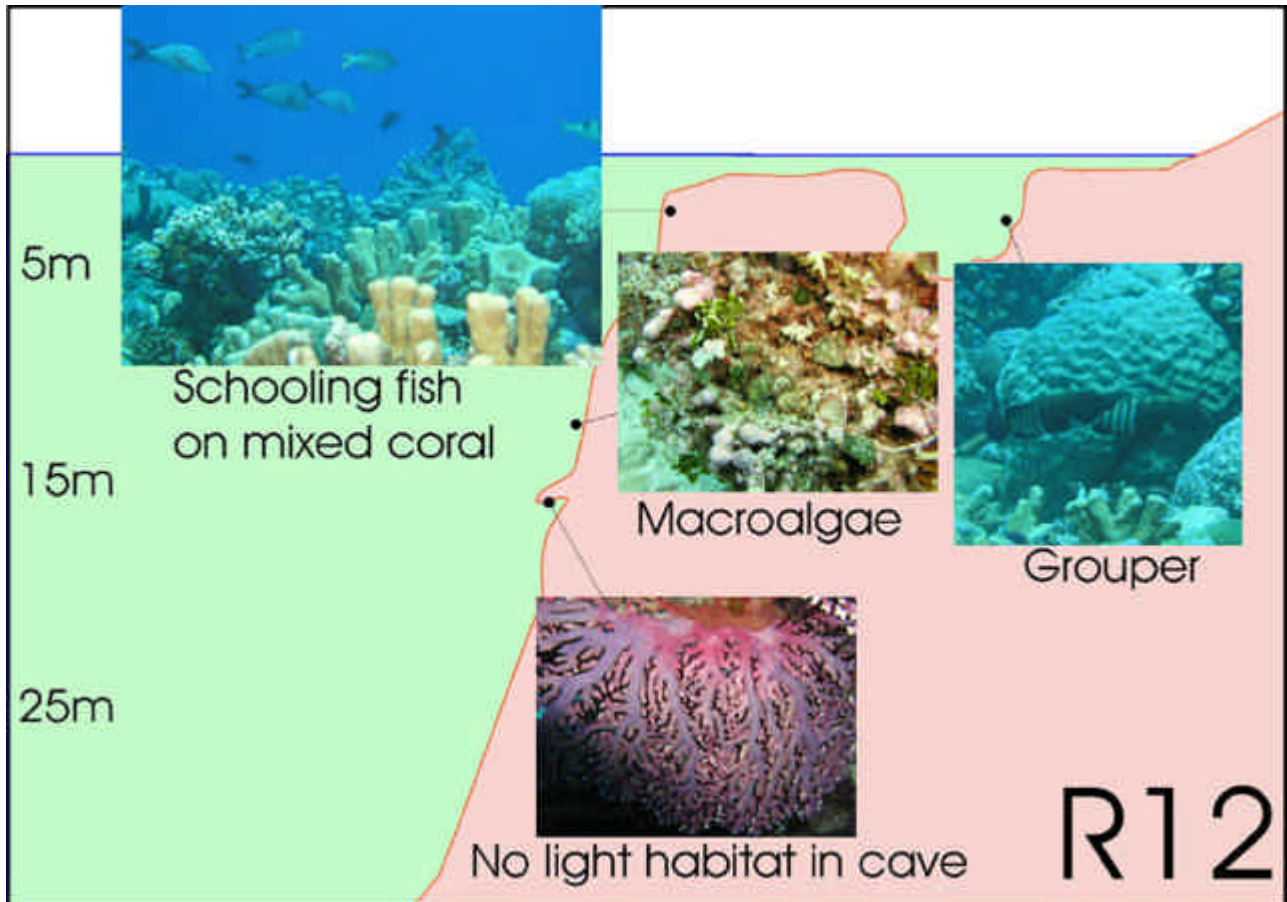 5m
Schooling fish
on mixed coral
15m
Macroalgae
Grouper
25m
No light habitat in cave
R12